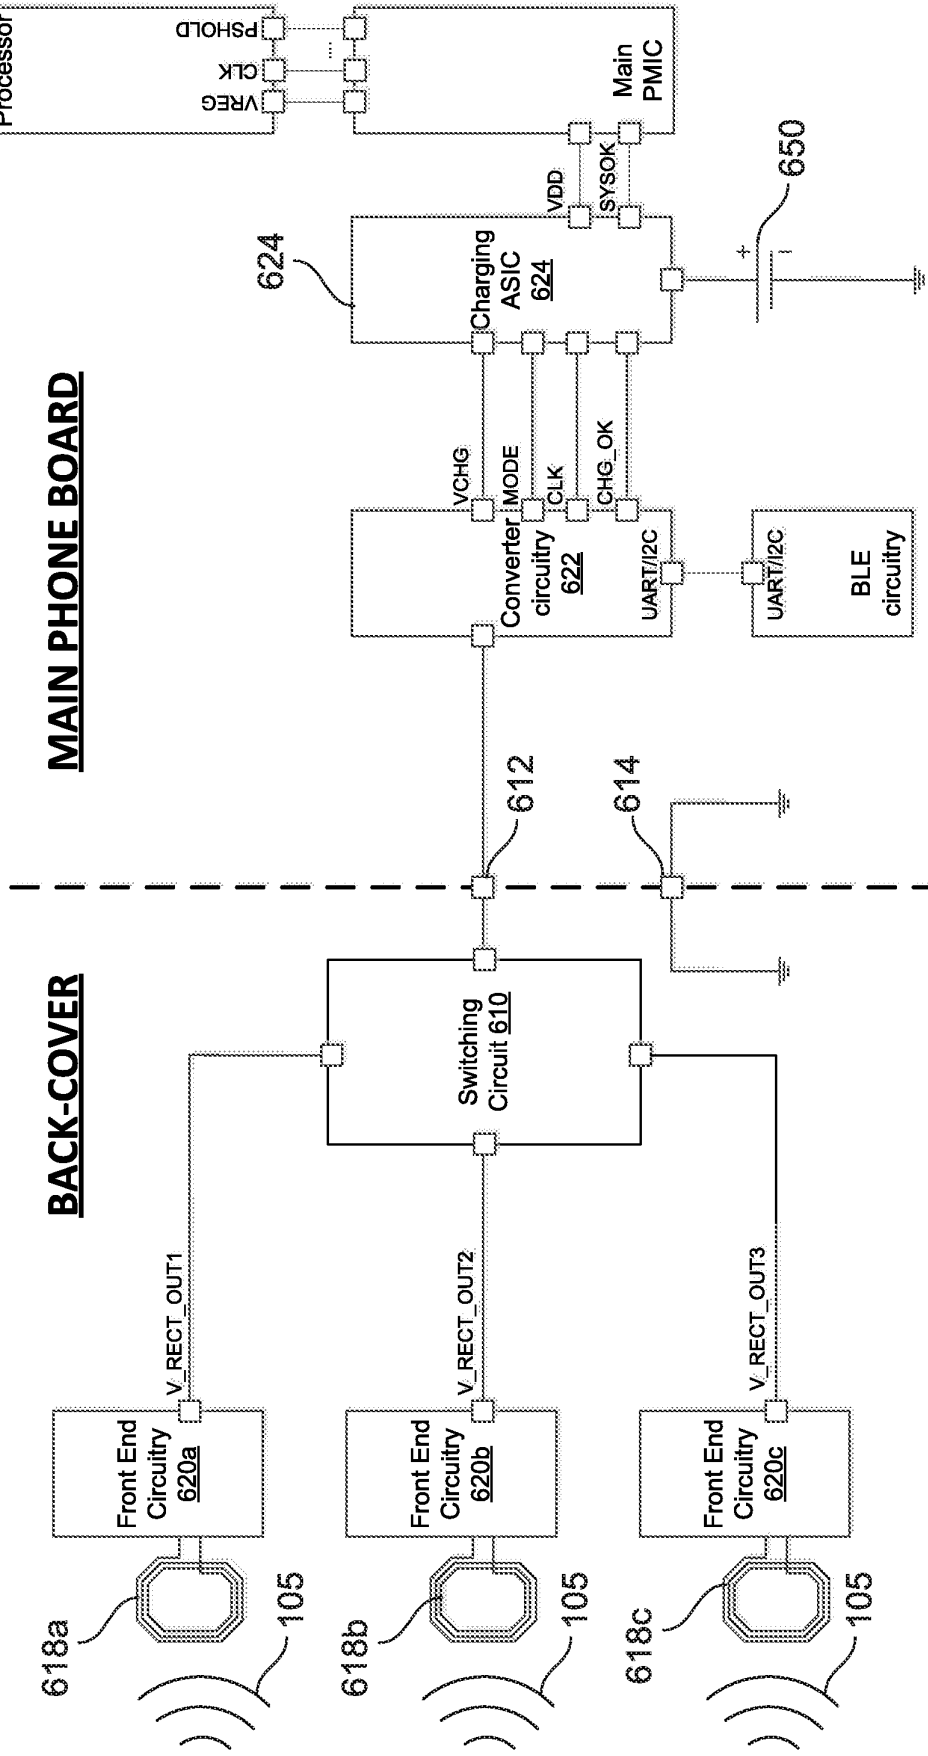 BACK-COVER
MAIN PHONE BOARD
618a
105
Front End
Circuitry
620a
V_RECT_OUT1
618b
105
Front End
Circuitry
620b
V_RECT_OUT2
618c
105
Front End
Circuitry
620c
V_RECT_OUT3
Switching
Circuit 610
612
614
Converter
circuitry
622
UART/I2C
UART/I2C
BLE
circuitry
VCHG
MODE
CLK
CHG_OK
624
Charging
ASIC
624
+
-
650
VDD
SYSOK
Main
PMIC
VREG
CLK
...
PSHOLD
Processor